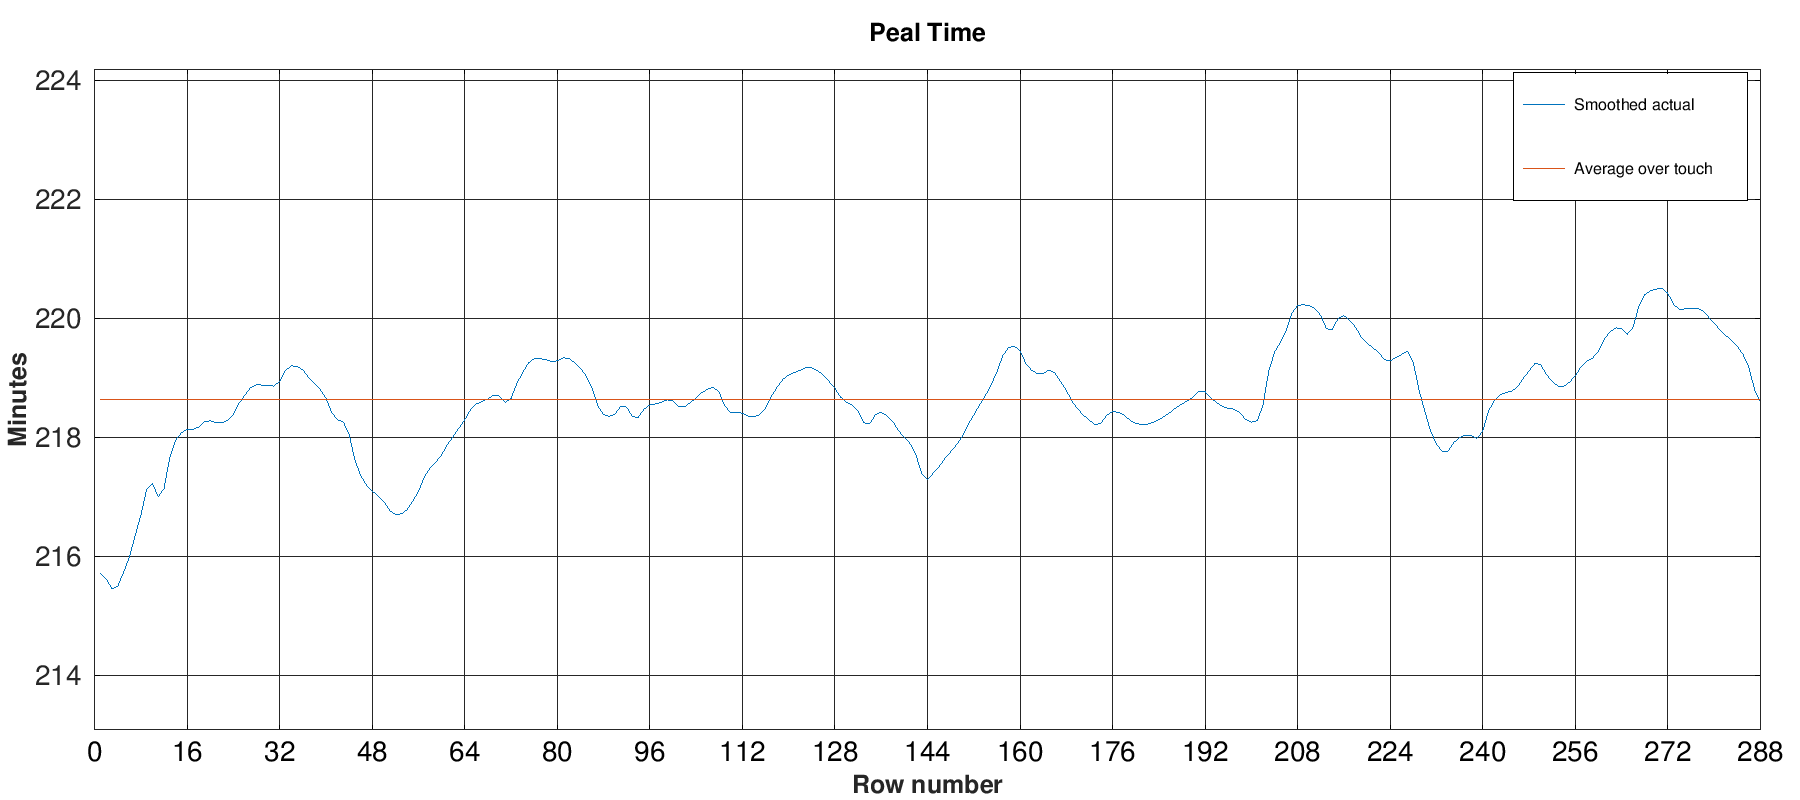 Peal Time
224
222
220
218
216
214
Minutes
Smoothed actual
Average over touch
0 16 32 48 64 80 96 112 128 144 160 176 192 208 224 240 256 272 288
Row number